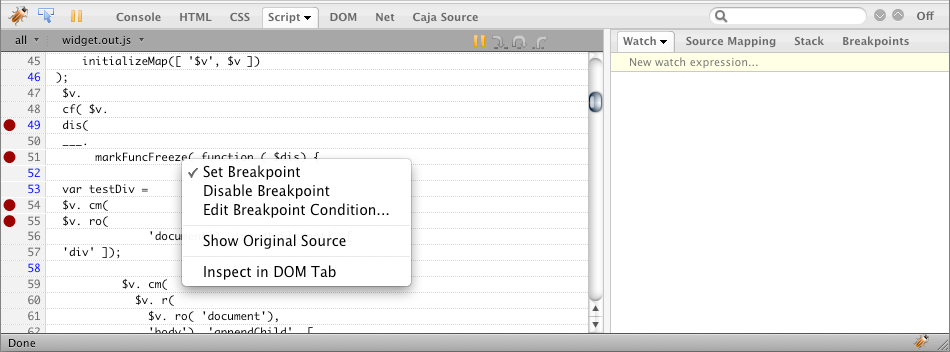 Console HTML CSS Script DOM Net Caja Source Off
all widget.out.js Watch Source Mapping Stack Breakpoints
New watch expression...
45 initializeMap([ '$v', $v ])
46 );
47 $v.
48 cf( $v.
49 dis(
50 ___.
51 markFuncFreeze( function ( $dis) {
52
53 var testDiv =
54 $v. cm(
55 $v. ro(
56 'docum
57 'div' ]);
58
59 $v. cm(
60 $v. r(
61 $v. ro( 'document'),
62 'body'), 'appendChild', [
✓ Set Breakpoint
Disable Breakpoint
Edit Breakpoint Condition...
Show Original Source
Inspect in DOM Tab
Done